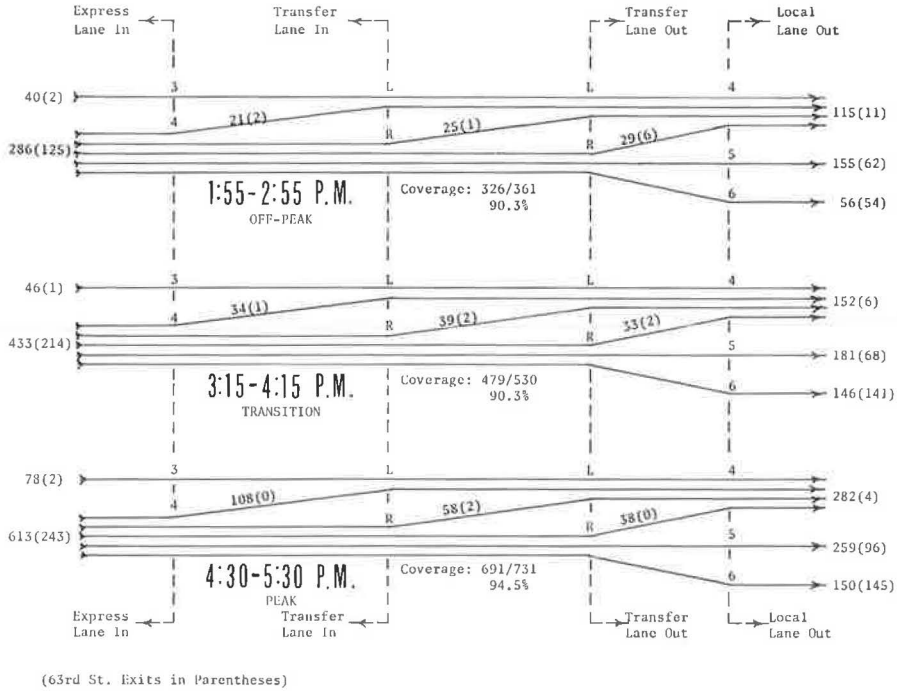 Express Lane In
Transfer Lane In
Transfer Lane Out
Local Lane Out
3 L L 4
40(2)
21(2)
115(11)
4
25(1)
R
29(6)
286(125)
R
5
155(62)
1:55-2:55 P.M.
Coverage: 326/361
6
56(54)
OFF-PEAK
90.3%
3 L L 4
46(1)
34(1)
152(6)
4
39(2)
R
33(2)
433(214)
R
5
181(68)
3:15-4:15 P.M.
Coverage: 479/530
6
146(141)
TRANSITION
90.3%
3 L L 4
78(2)
108(0)
282(4)
4
58(2)
R
38(0)
613(243)
R
5
259(96)
4:30-5:30 P.M.
Coverage: 691/731
6
150(145)
PEAK
94.5%
Express Lane In
Transfer Lane In
Transfer Lane Out
Local Lane Out
(63rd St. Exits in Parentheses)